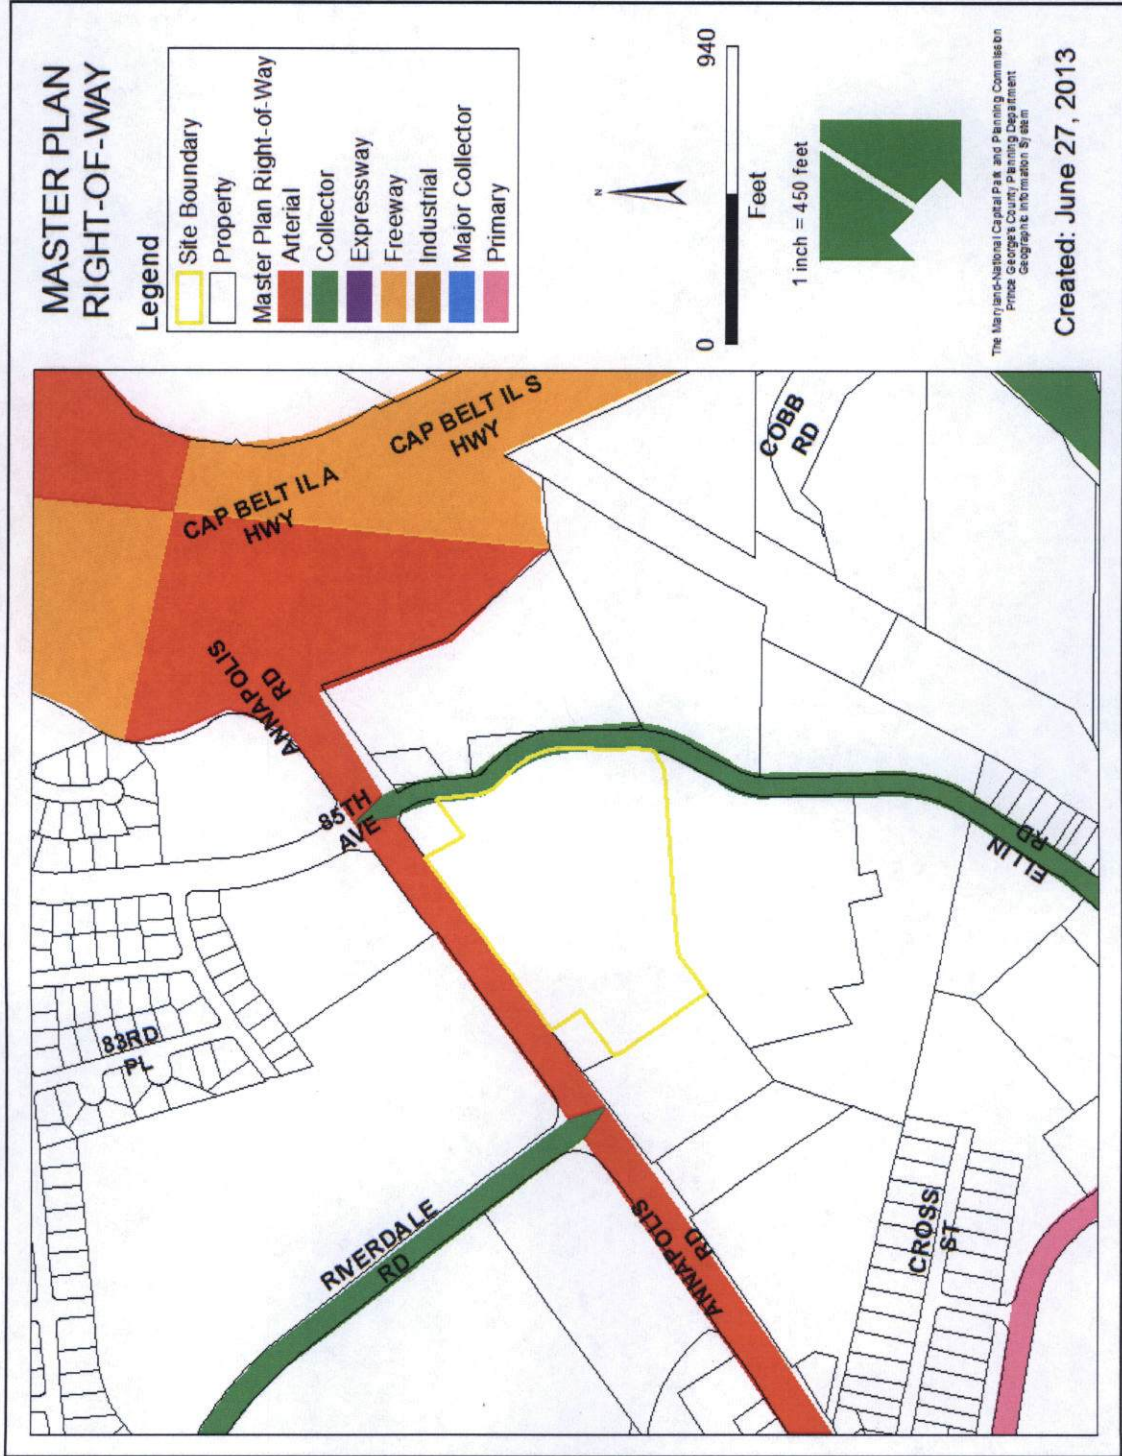 MASTER PLAN
RIGHT-OF-WAY
Legend
Site Boundary
Property
Master Plan Right-of-Way
Arterial
Collector
Expressway
Freeway
Industrial
Major Collector
Primary
N
0
940
Feet
1 inch = 450 feet
The Maryland-National Capital Park and Planning Commission
Prince George's County Planning Department
Geographic Information System
Created: June 27, 2013
CAP BELT IL A
HWY
CAP BELT IL S
HWY
ANNAPOLIS
RD
85TH
AVE
COBB
RD
83RD
PL
ELLIN
RD
RIVERDALE
RD
ANNAPOLIS
RD
CROSS
ST